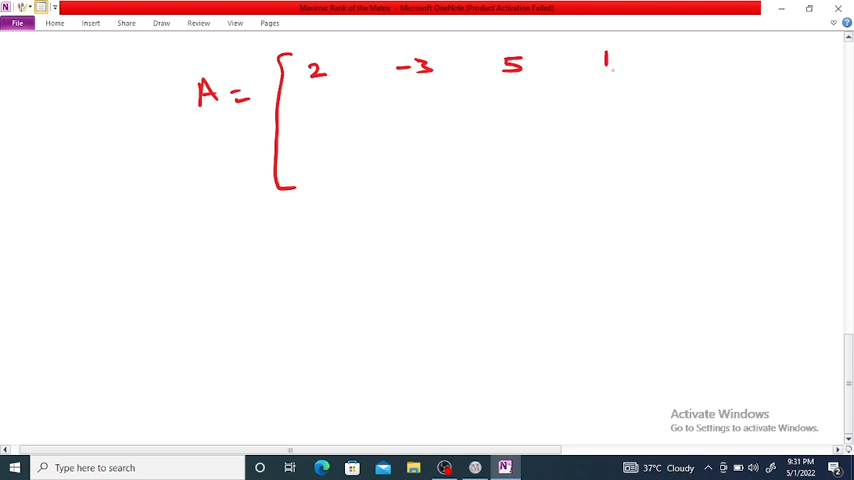 Maxima: Rank of the Matrix - Microsoft OneNote (Product Activation Failed)
File Home Insert Share Draw Review View Pages
A = [ 2 -3 5 1
Activate Windows
Go to Settings to activate Windows.
Type here to search
37°C Cloudy
9:31 PM
5/1/2022
2